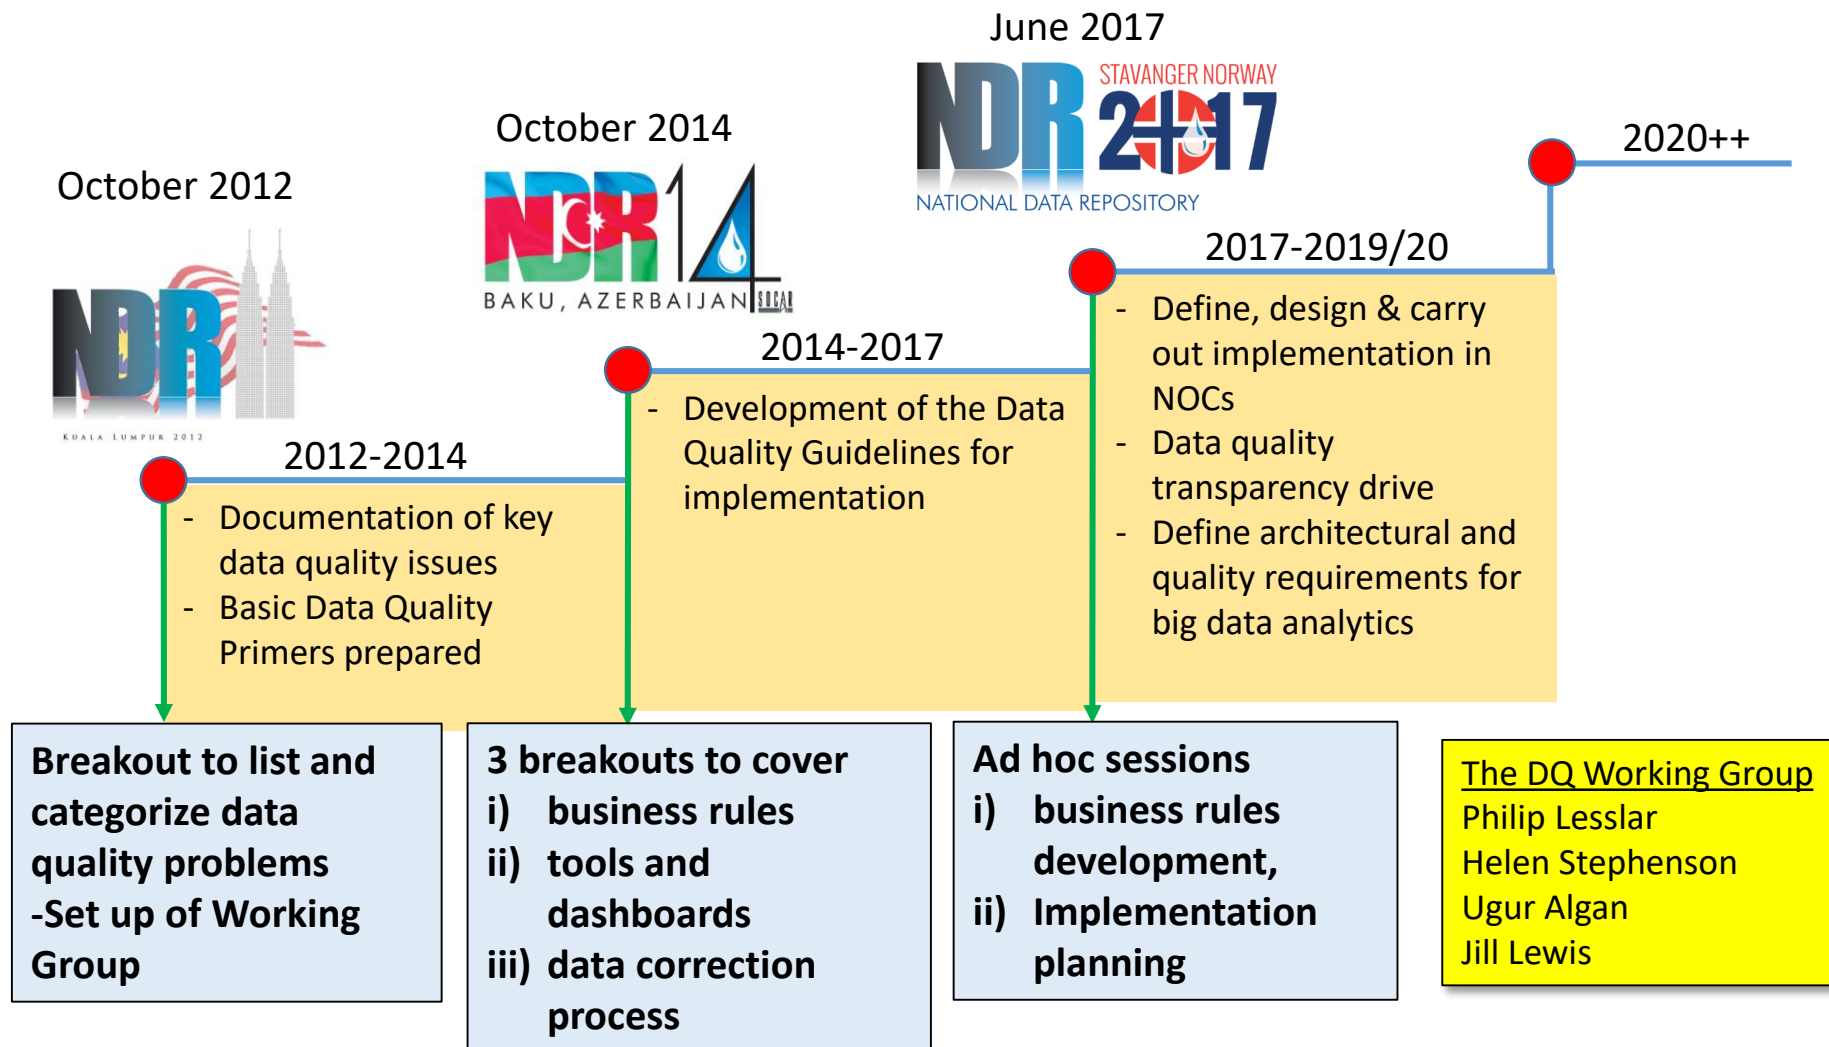 October 2012
NDR
KUALA LUMPUR 2012
2012-2014
- Documentation of key
data quality issues
- Basic Data Quality
Primers prepared
Breakout to list and
categorize data
quality problems
-Set up of Working
Group
October 2014
NDR14
BAKU, AZERBAIJAN SOCAR
2014-2017
- Development of the Data
Quality Guidelines for
implementation
3 breakouts to cover
i) business rules
ii) tools and
dashboards
iii) data correction
process
June 2017
NDR
STAVANGER NORWAY
2017
NATIONAL DATA REPOSITORY
2017-2019/20
- Define, design & carry
out implementation in
NOCs
- Data quality
transparency drive
- Define architectural and
quality requirements for
big data analytics
Ad hoc sessions
i) business rules
development,
ii) Implementation
planning
2020++
The DQ Working Group
Philip Lesslar
Helen Stephenson
Ugur Algan
Jill Lewis